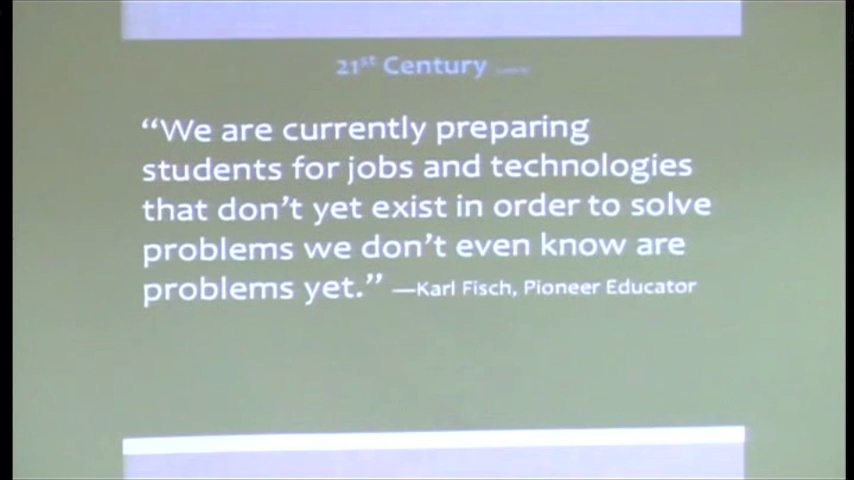 21st Century
“We are currently preparing
students for jobs and technologies
that don’t yet exist in order to solve
problems we don’t even know are
problems yet.” —Karl Fisch, Pioneer Educator